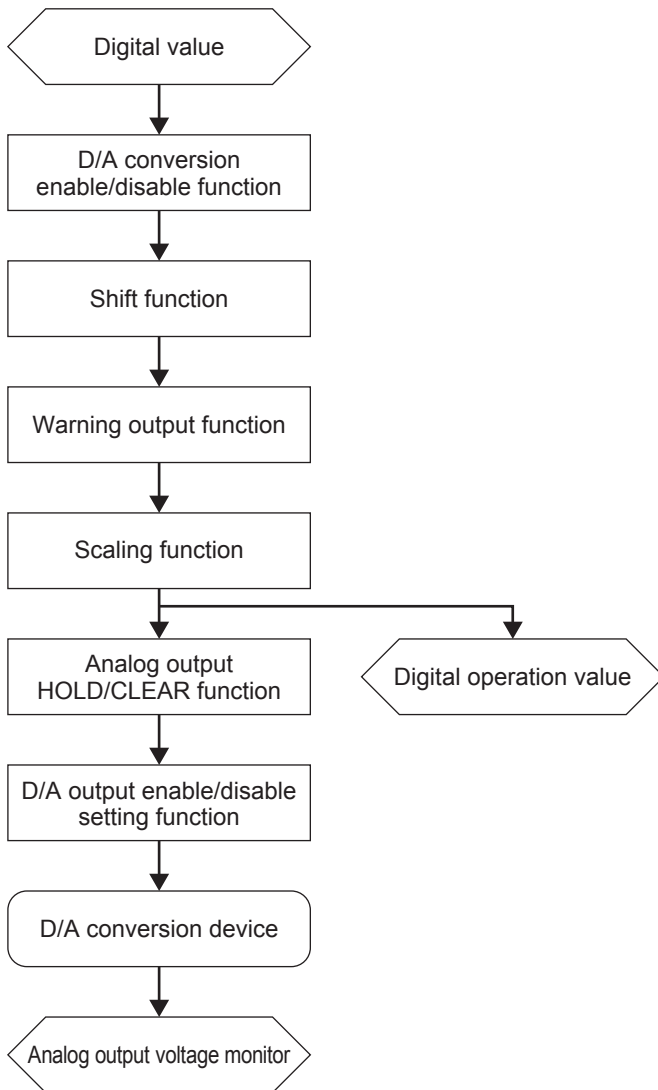 Digital value
D/A conversion
enable/disable function
Shift function
Warning output function
Scaling function
Analog output
HOLD/CLEAR function
Digital operation value
D/A output enable/disable
setting function
D/A conversion device
Analog output voltage monitor